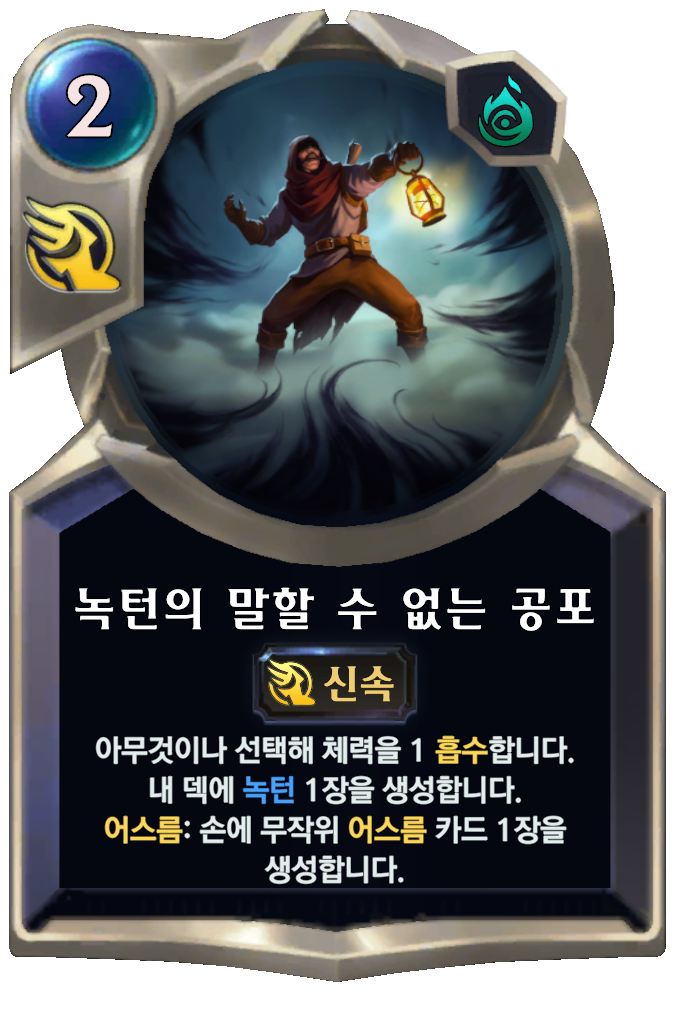 2
녹턴의 말할 수 없는 공포
신속
아무것이나 선택해 체력을 1 흡수합니다.
내 덱에 녹턴 1장을 생성합니다.
어스름: 손에 무작위 어스름 카드 1장을
생성합니다.